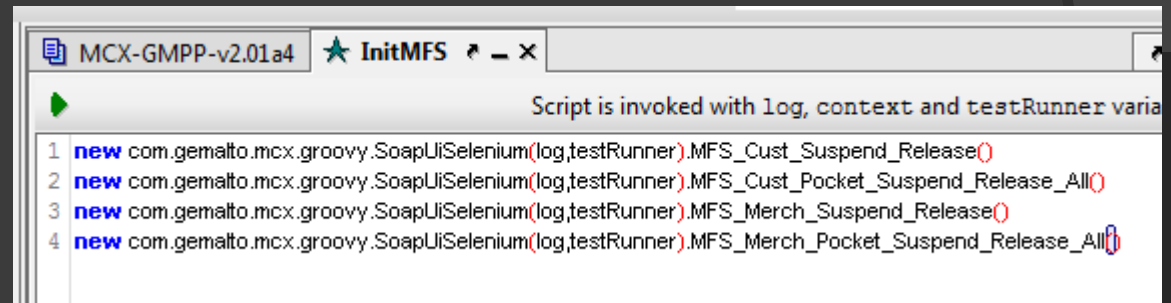 MCX-GMPP-v2.01a4 InitMFS
Script is invoked with log, context and testRunner varia
1 new com.gemalto.mcx.groovy.SoapUiSelenium(log,testRunner).MFS_Cust_Suspend_Release()
2 new com.gemalto.mcx.groovy.SoapUiSelenium(log,testRunner).MFS_Cust_Pocket_Suspend_Release_All()
3 new com.gemalto.mcx.groovy.SoapUiSelenium(log,testRunner).MFS_Merch_Suspend_Release()
4 new com.gemalto.mcx.groovy.SoapUiSelenium(log,testRunner).MFS_Merch_Pocket_Suspend_Release_All()